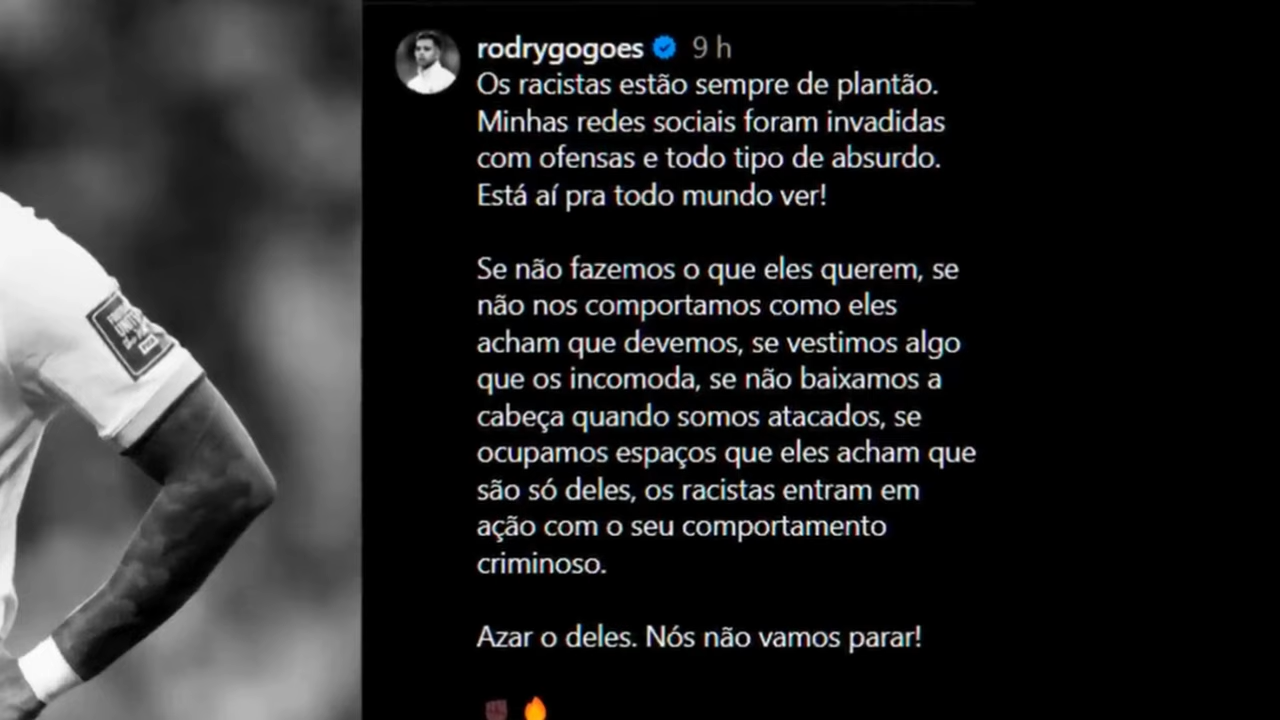 rodrygogoes 9 h
Os racistas estão sempre de plantão.
Minhas redes sociais foram invadidas
com ofensas e todo tipo de absurdo.
Está aí pra todo mundo ver!
Se não fazemos o que eles querem, se
não nos comportamos como eles
acham que devemos, se vestimos algo
que os incomoda, se não baixamos a
cabeça quando somos atacados, se
ocupamos espaços que eles acham que
são só deles, os racistas entram em
ação com o seu comportamento
criminoso.
Azar o deles. Nós não vamos parar!